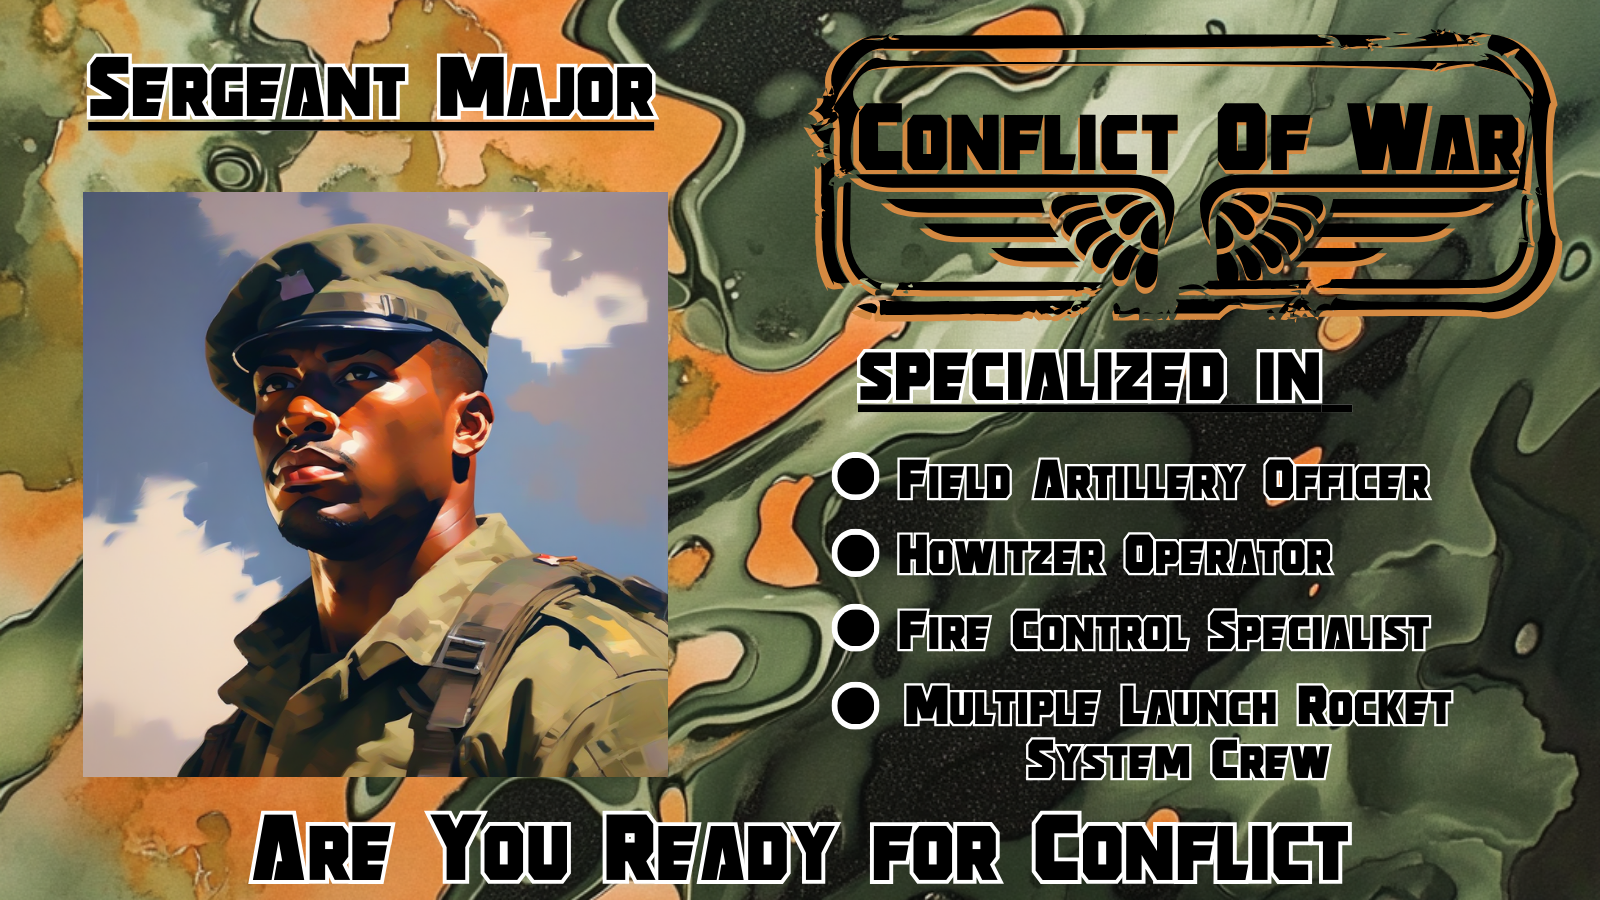 Sergeant Major
Conflict Of War
Specialized in
Field Artillery Officer
Howitzer Operator
Fire Control Specialist
Multiple Launch Rocket
System Crew
Are You Ready for Conflict